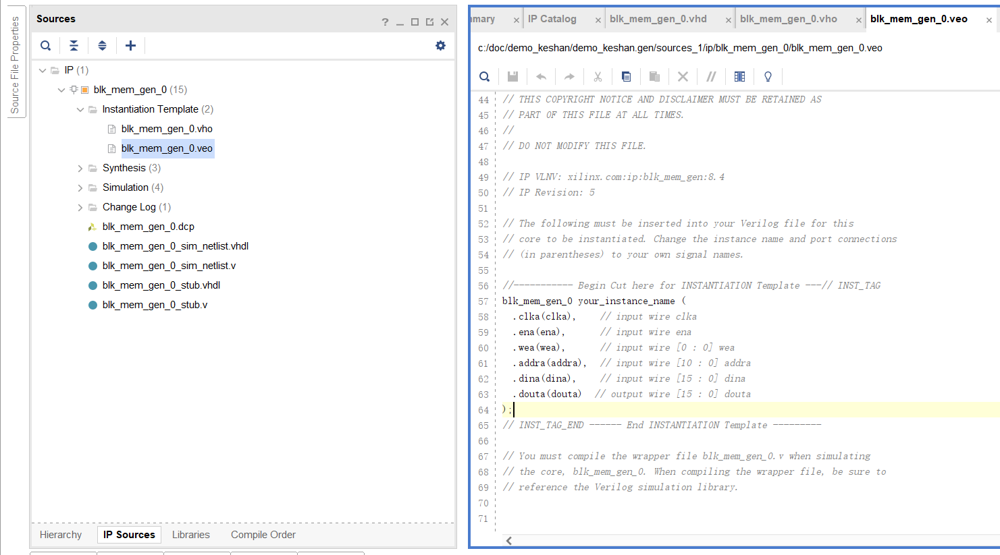 Source File Properties
Sources
IP (1)
blk_mem_gen_0 (15)
Instantiation Template (2)
blk_mem_gen_0.vho
blk_mem_gen_0.veo
Synthesis (3)
Simulation (4)
Change Log (1)
blk_mem_gen_0.dcp
blk_mem_gen_0_sim_netlist.vhdl
blk_mem_gen_0_sim_netlist.v
blk_mem_gen_0_stub.vhdl
blk_mem_gen_0_stub.v
Hierarchy IP Sources Libraries Compile Order
mmary IP Catalog blk_mem_gen_0.vhd blk_mem_gen_0.vho blk_mem_gen_0.veo
c:/doc/demo_keshan/demo_keshan.gen/sources_1/ip/blk_mem_gen_0/blk_mem_gen_0.veo
44 // THIS COPYRIGHT NOTICE AND DISCLAIMER MUST BE RETAINED AS
45 // PART OF THIS FILE AT ALL TIMES.
46 //
47 // DO NOT MODIFY THIS FILE.
48
49 // IP VLNV: xilinx.com:ip:blk_mem_gen:8.4
50 // IP Revision: 5
51
52 // The following must be inserted into your Verilog file for this
53 // core to be instantiated. Change the instance name and port connections
54 // (in parentheses) to your own signal names.
55
56 //----------- Begin Cut here for INSTANTIATION Template ---// INST_TAG
57 blk_mem_gen_0 your_instance_name (
58 .clka(clka), // input wire clka
59 .ena(ena), // input wire ena
60 .wea(wea), // input wire [0 : 0] wea
61 .addra(addra), // input wire [10 : 0] addra
62 .dina(dina), // input wire [15 : 0] dina
63 .douta(douta) // output wire [15 : 0] douta
64 );
65 // INST_TAG_END ------ End INSTANTIATION Template ---------
66
67 // You must compile the wrapper file blk_mem_gen_0.v when simulating
68 // the core, blk_mem_gen_0. When compiling the wrapper file, be sure to
69 // reference the Verilog simulation library.
70
71